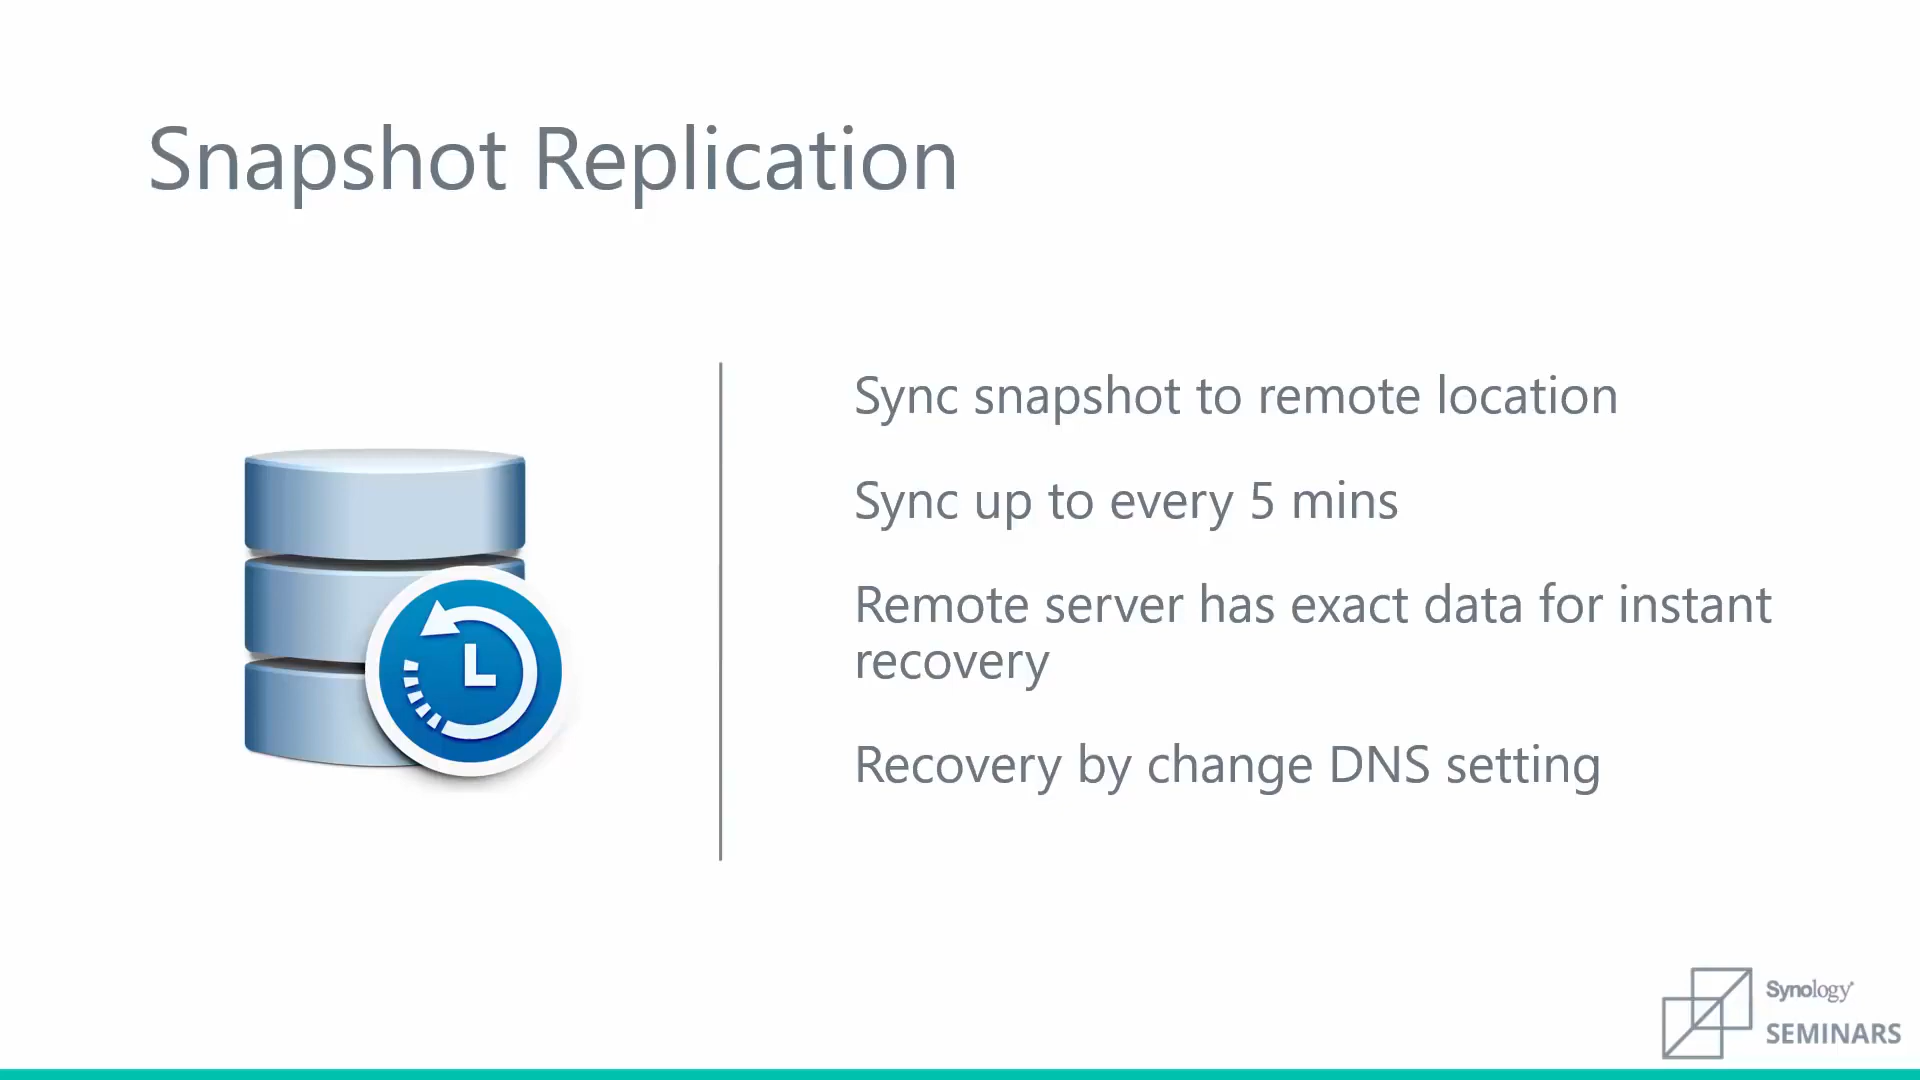 Snapshot Replication
Sync snapshot to remote location
Sync up to every 5 mins
Remote server has exact data for instant
recovery
Recovery by change DNS setting
Synology
SEMINARS